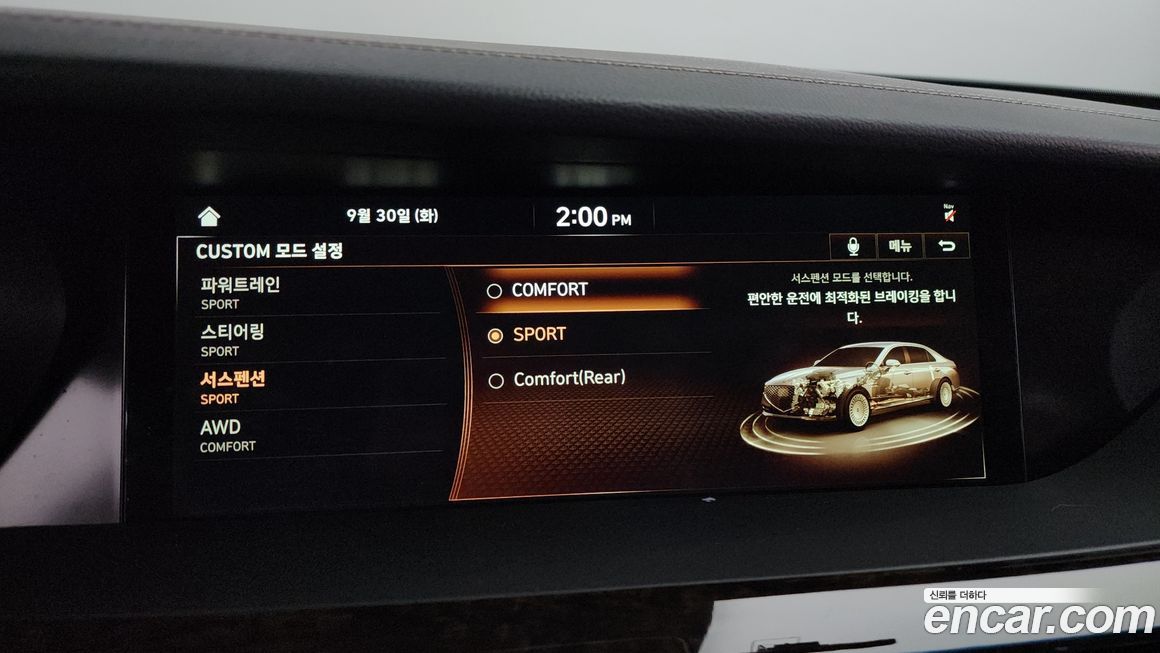 9월 30일 (화)
2:00 PM
Nav
CUSTOM 모드 설정
메뉴
파워트레인
SPORT
스티어링
SPORT
서스펜션
SPORT
AWD
COMFORT
COMFORT
SPORT
Comfort(Rear)
서스펜션 모드를 선택합니다.
편안한 운전에 최적화된 브레이킹을 합니
다.
신뢰를 더하다
encar.com